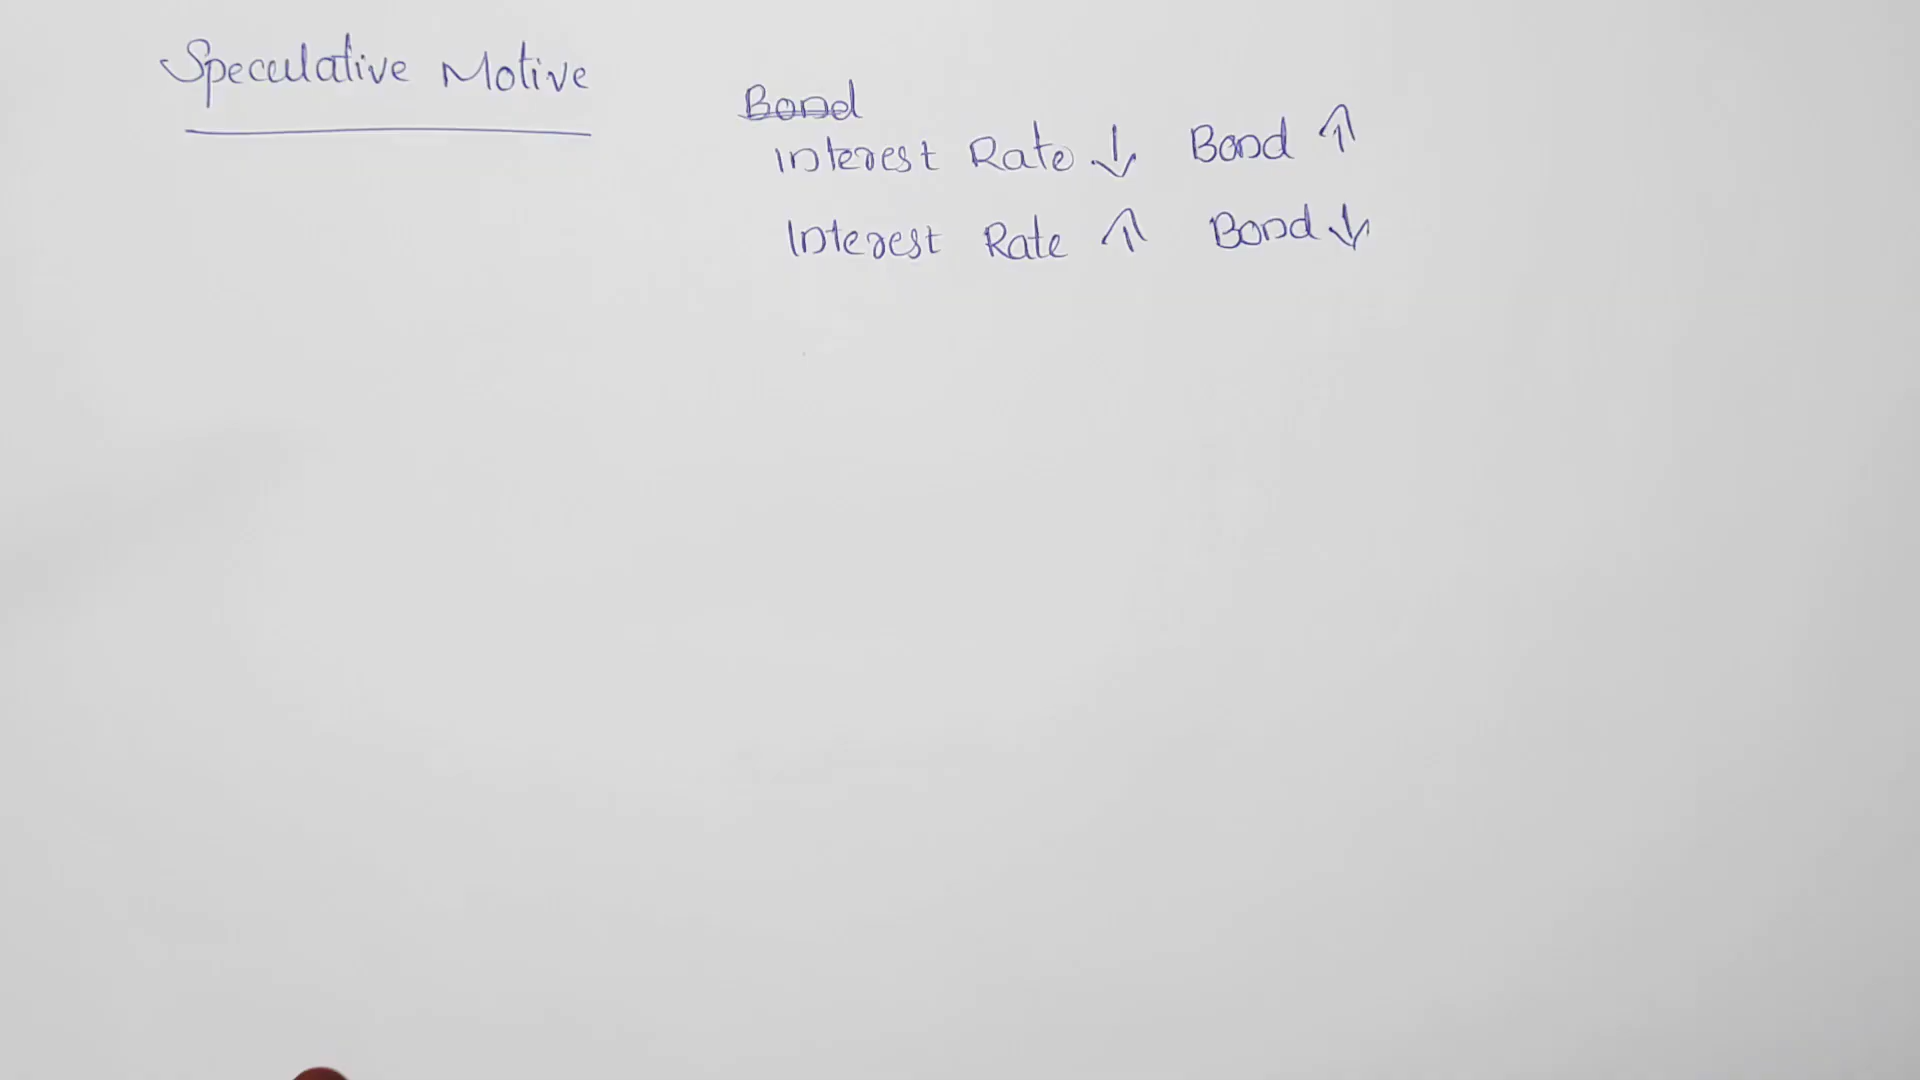 Speculative Motive
Bond
Interest Rate ↓ Bond ↑
Interest Rate ↑ Bond ↓